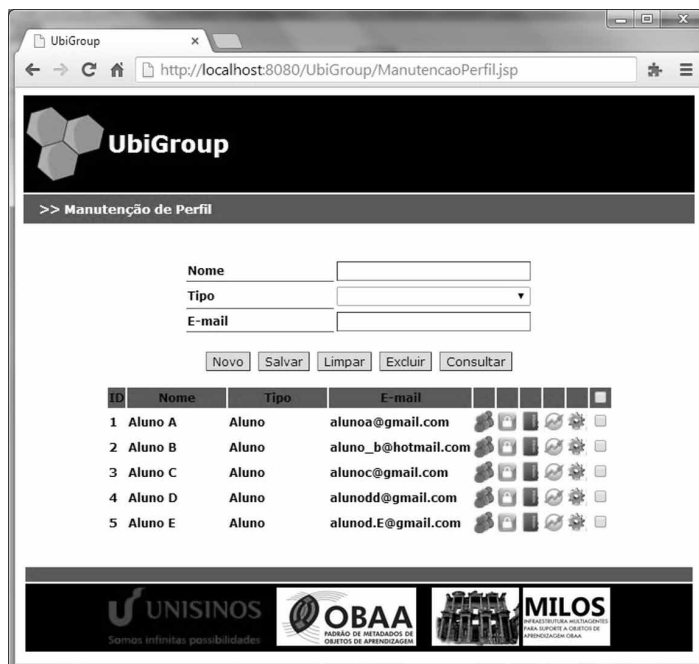 UbiGroup
http://localhost:8080/UbiGroup/ManutencaoPerfil.jsp
UbiGroup
>> Manutenção de Perfil
Nome
Tipo
E-mail
Novo Salvar Limpar Excluir Consultar
ID Nome Tipo E-mail
1 Aluno A Aluno alunoa@gmail.com
2 Aluno B Aluno aluno_b@hotmail.com
3 Aluno C Aluno alunoc@gmail.com
4 Aluno D Aluno alunodd@gmail.com
5 Aluno E Aluno alunod.E@gmail.com
UNISINOS
Somos infinitas possibilidades
OBAA
PADRÃO DE METADADOS DE
OBJETOS DE APRENDIZAGEM
MILOS
INFRAESTRUTURA MULTIAGENTES
PARA SUPORTE A OBJETOS DE
APRENDIZAGEM OBAA